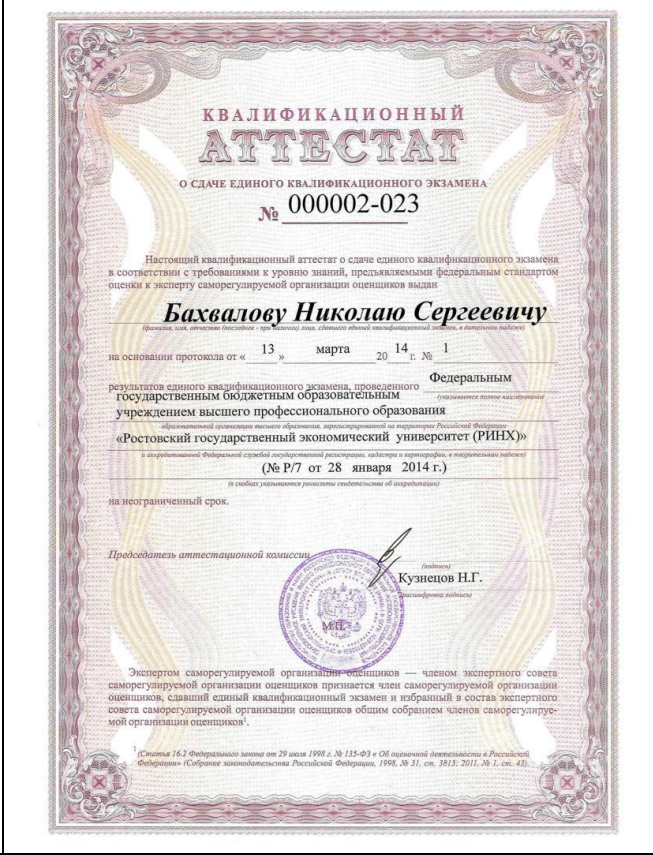 КВАЛИФИКАЦИОННЫЙ
АТТЕСТАТ
О СДАЧЕ ЕДИНОГО КВАЛИФИКАЦИОННОГО ЭКЗАМЕНА
№ 000002-023
Настоящий квалификационный аттестат о сдаче единого квалификационного экзамена
в соответствии с требованиями к уровню знаний, предъявляемыми федеральным стандартом
оценки к эксперту саморегулируемой организации оценщиков выдан
Бахвалову Николаю Сергеевичу
(фамилия, имя, отчество (последнее - при наличии) лица, сдавшего единый квалификационный экзамен, в дательном падеже)
на основании протокола от « 13 » марта 20 14 г. № 1
результатов единого квалификационного экзамена, проведенного Федеральным
(указывается полное наименование
государственным бюджетным образовательным
учреждением высшего профессионального образования
образовательной организации высшего образования, зарегистрированной на территории Российской Федерации
«Ростовский государственный экономический университет (РИНХ)»
и аккредитованной Федеральной службой государственной регистрации, кадастра и картографии, в творительном падеже)
(№ Р/7 от 28 января 2014 г.)
(в скобках указываются реквизиты свидетельства об аккредитации)
на неограниченный срок.
Председатель аттестационной комиссии
(подпись)
Кузнецов Н.Г.
(расшифровка подписи)
М.П.
Экспертом саморегулируемой организации оценщиков — членом экспертного совета
саморегулируемой организации оценщиков признается член саморегулируемой организации
оценщиков, сдавший единый квалификационный экзамен и избранный в состав экспертного
совета саморегулируемой организации оценщиков общим собранием членов саморегулируе-
мой организации оценщиков¹.
¹ (Статья 16.2 Федерального закона от 29 июля 1998 г. № 135-ФЗ « Об оценочной деятельности в Российской
Федерации» (Собрание законодательства Российской Федерации, 1998, № 31, ст. 3813; 2011, № 1, ст. 43).